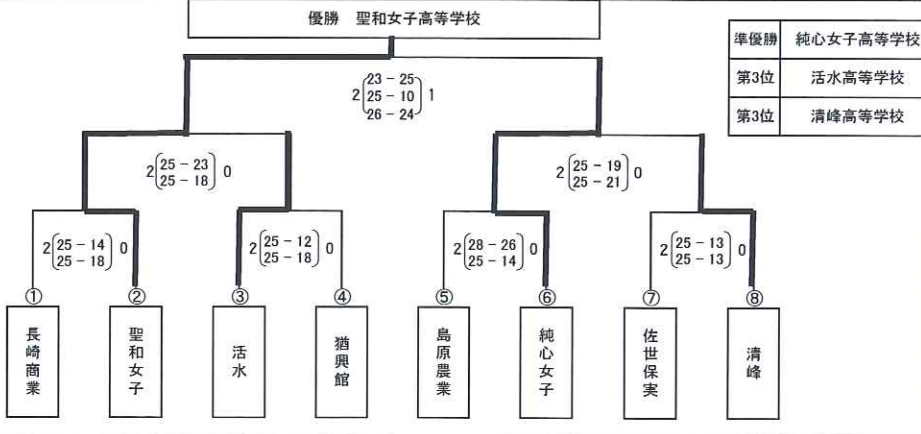 優勝 聖和女子高等学校
準優勝 純心女子高等学校
第3位 活水高等学校
第3位 清峰高等学校
23 - 25
2 25 - 10 1
26 - 24
25 - 23
2 0
25 - 18
25 - 19
2 0
25 - 21
25 - 14
2 0
25 - 18
25 - 12
2 0
25 - 18
28 - 26
2 0
25 - 14
25 - 13
2 0
25 - 13
① ② ③ ④ ⑤ ⑥ ⑦ ⑧
長崎商業
聖和女子
活水
猶興館
島原農業
純心女子
佐世保実
清峰